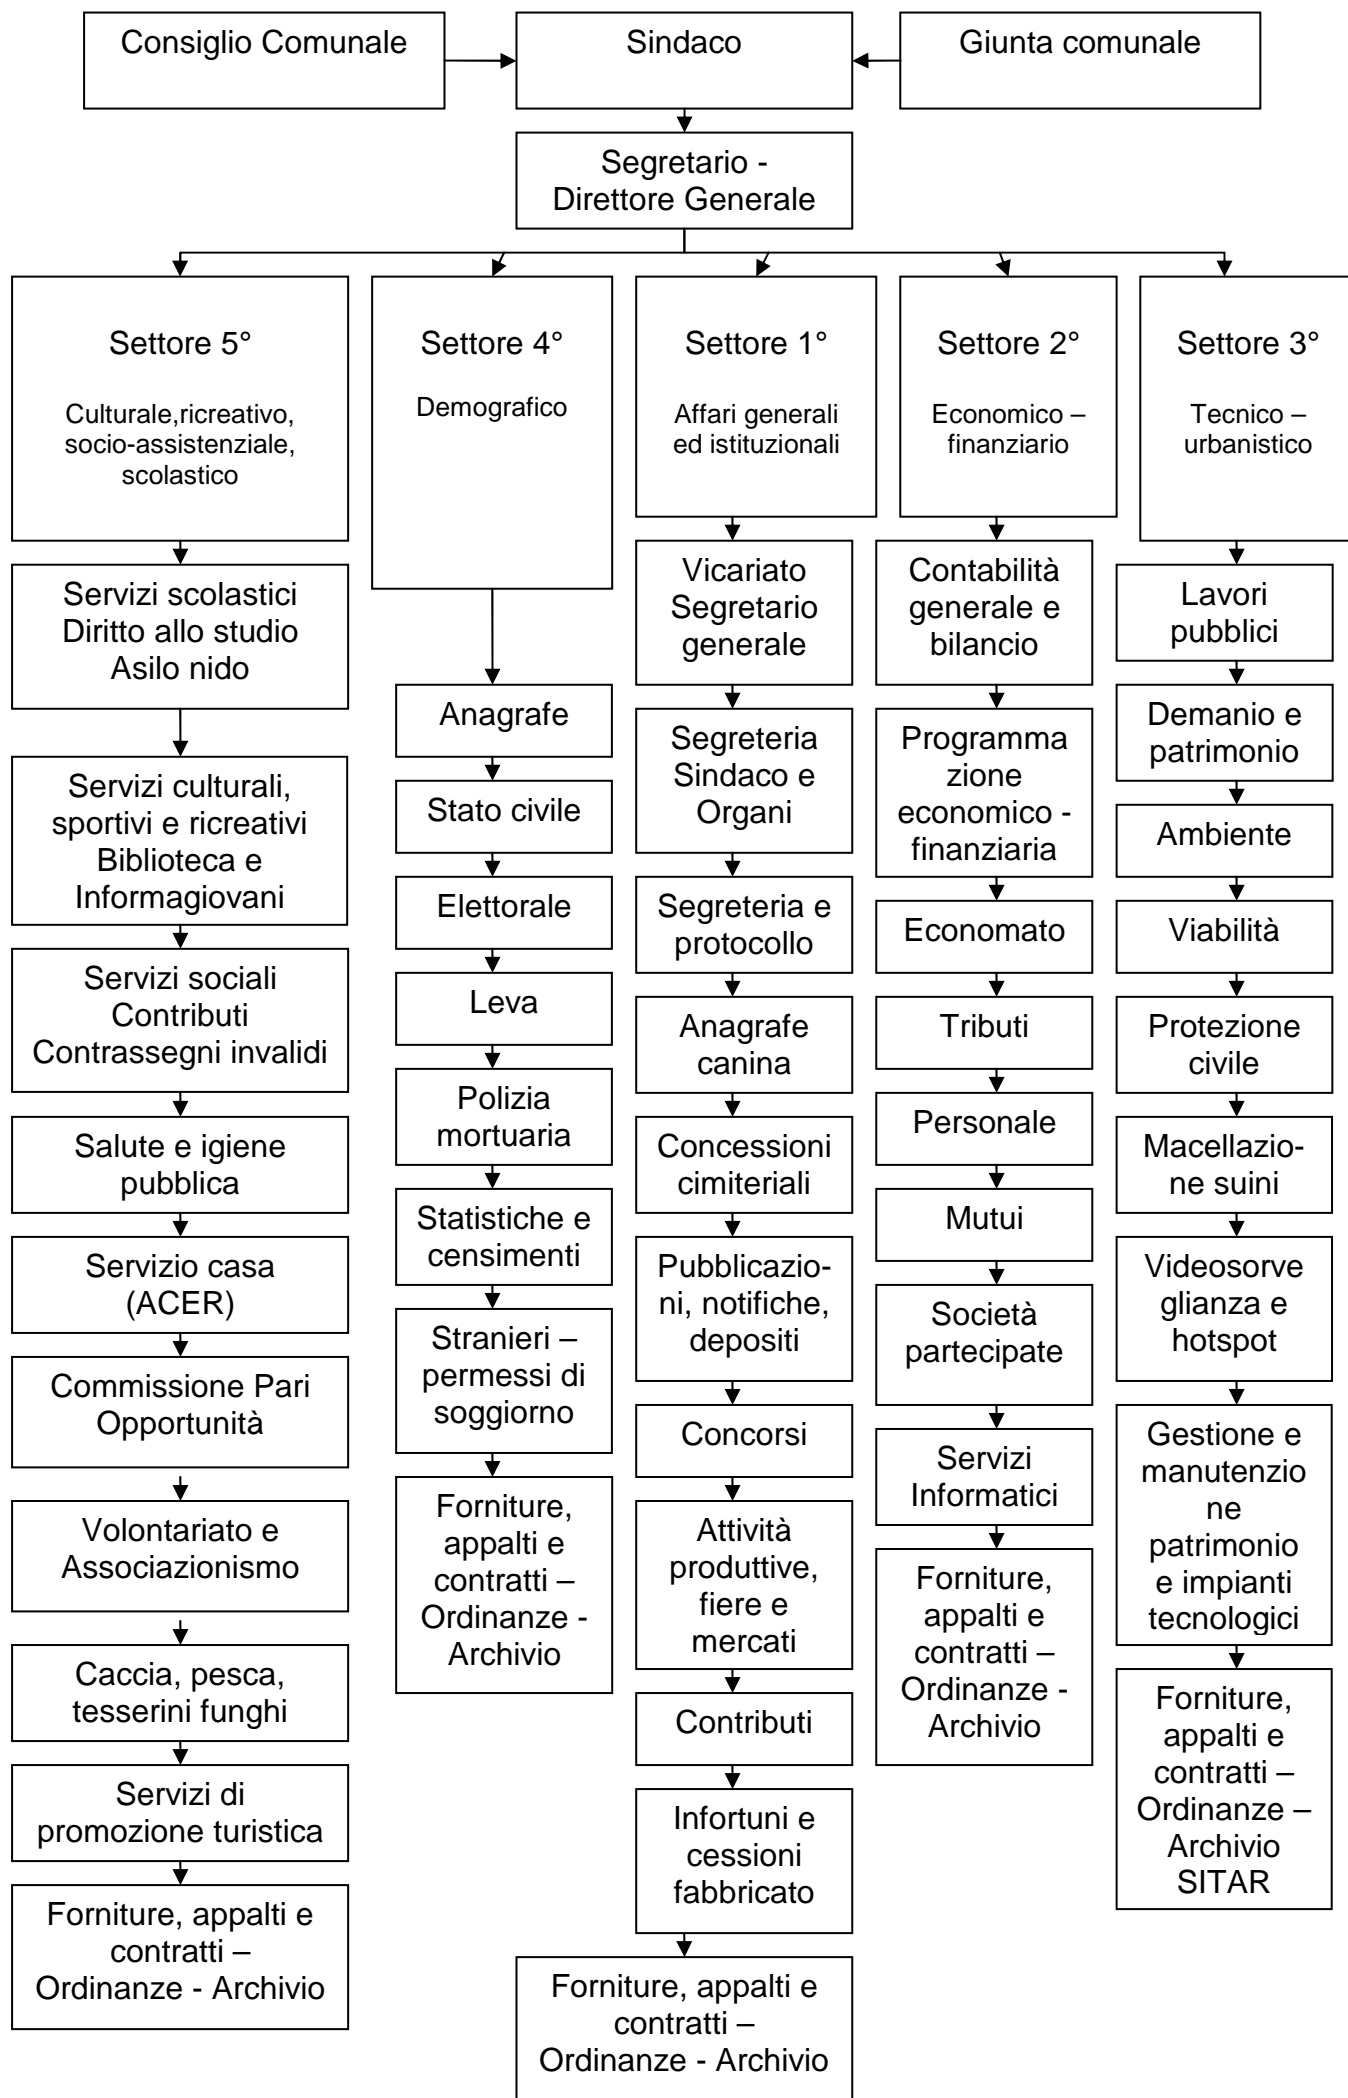 Consiglio Comunale
Sindaco
Giunta comunale
Segretario -
Direttore Generale
Settore 5°
Culturale,ricreativo,
socio-assistenziale,
scolastico
Servizi scolastici
Diritto allo studio
Asilo nido
Servizi culturali,
sportivi e ricreativi
Biblioteca e
Informagiovani
Servizi sociali
Contributi
Contrassegni invalidi
Salute e igiene
pubblica
Servizio casa
(ACER)
Commissione Pari
Opportunità
Volontariato e
Associazionismo
Caccia, pesca,
tesserini funghi
Servizi di
promozione turistica
Forniture, appalti e
contratti –
Ordinanze - Archivio
Settore 4°
Demografico
Anagrafe
Stato civile
Elettorale
Leva
Polizia
mortuaria
Statistiche e
censimenti
Stranieri –
permessi di
soggiorno
Forniture,
appalti e
contratti –
Ordinanze -
Archivio
Settore 1°
Affari generali
ed istituzionali
Vicariato
Segretario
generale
Segreteria
Sindaco e
Organi
Segreteria e
protocollo
Anagrafe
canina
Concessioni
cimiteriali
Pubblicazio-
ni, notifiche,
depositi
Concorsi
Attività
produttive,
fiere e
mercati
Contributi
Infortuni e
cessioni
fabbricato
Forniture, appalti e
contratti –
Ordinanze - Archivio
Settore 2°
Economico –
finanziario
Contabilità
generale e
bilancio
Programma
zione
economico -
finanziaria
Economato
Tributi
Personale
Mutui
Società
partecipate
Servizi
Informatici
Forniture,
appalti e
contratti –
Ordinanze -
Archivio
Settore 3°
Tecnico –
urbanistico
Lavori
pubblici
Demanio e
patrimonio
Ambiente
Viabilità
Protezione
civile
Macellazio-
ne suini
Videosorve
glianza e
hotspot
Gestione e
manutenzio
ne
patrimonio
e impianti
tecnologici
Forniture,
appalti e
contratti –
Ordinanze –
Archivio
SITAR